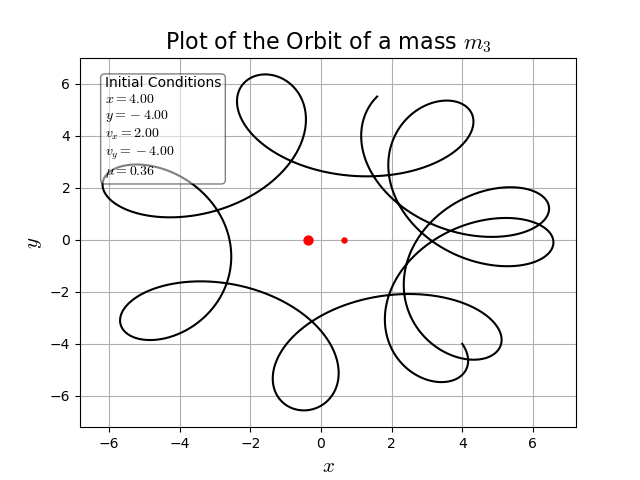 Plot of the Orbit of a mass m₃
Initial Conditions
x = 4.00
y = −4.00
vₓ = 2.00
v_y = −4.00
μ = 0.36
6
4
2
0
−2
−4
−6
y
−6
−4
−2
0
2
4
6
x